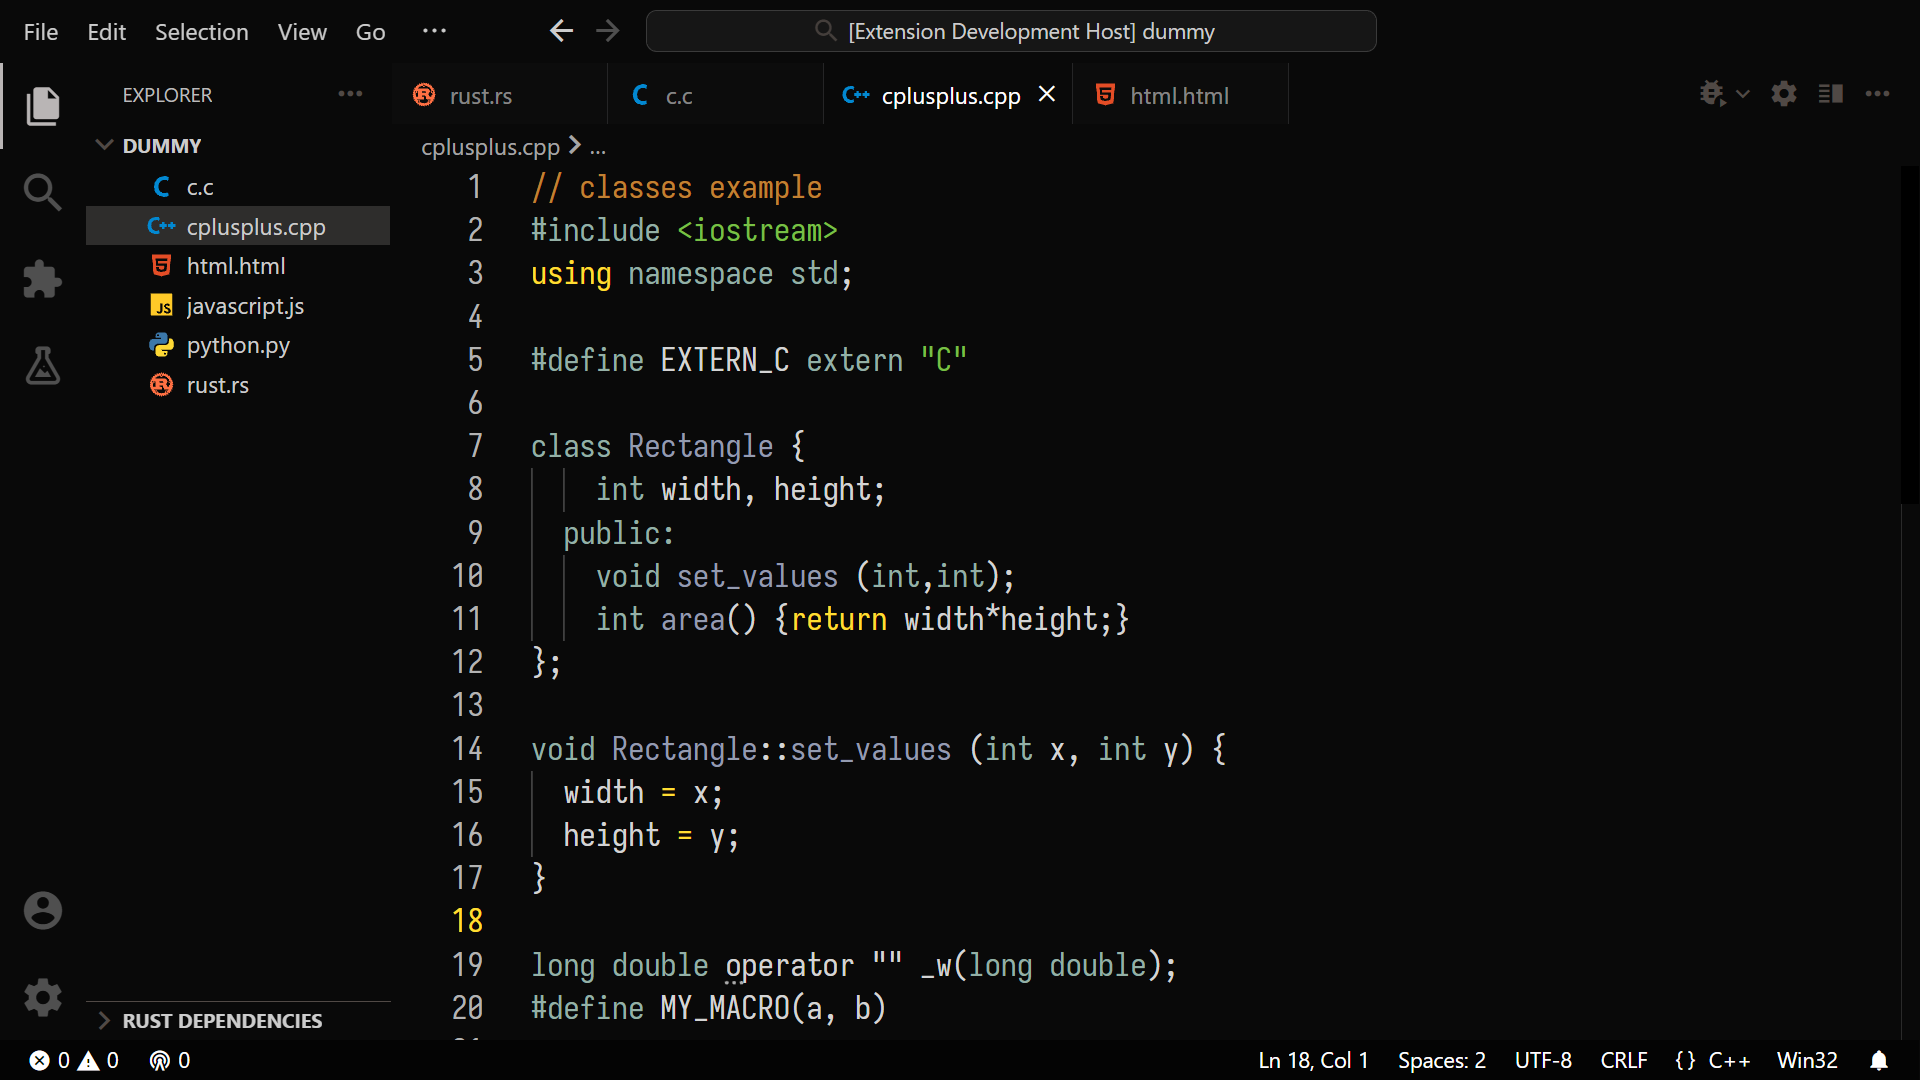 File Edit Selection View Go ··· [Extension Development Host] dummy
EXPLORER ···
DUMMY
c.c
cplusplus.cpp
html.html
javascript.js
python.py
rust.rs
RUST DEPENDENCIES
rust.rs c.c cplusplus.cpp html.html
cplusplus.cpp > ...
1 // classes example
2 #include <iostream>
3 using namespace std;
4
5 #define EXTERN_C extern "C"
6
7 class Rectangle {
8 int width, height;
9 public:
10 void set_values (int,int);
11 int area() {return width*height;}
12 };
13
14 void Rectangle::set_values (int x, int y) {
15 width = x;
16 height = y;
17 }
18
19 long double operator "" _w(long double);
20 #define MY_MACRO(a, b)
0 0 0 Ln 18, Col 1 Spaces: 2 UTF-8 CRLF {} C++ Win32